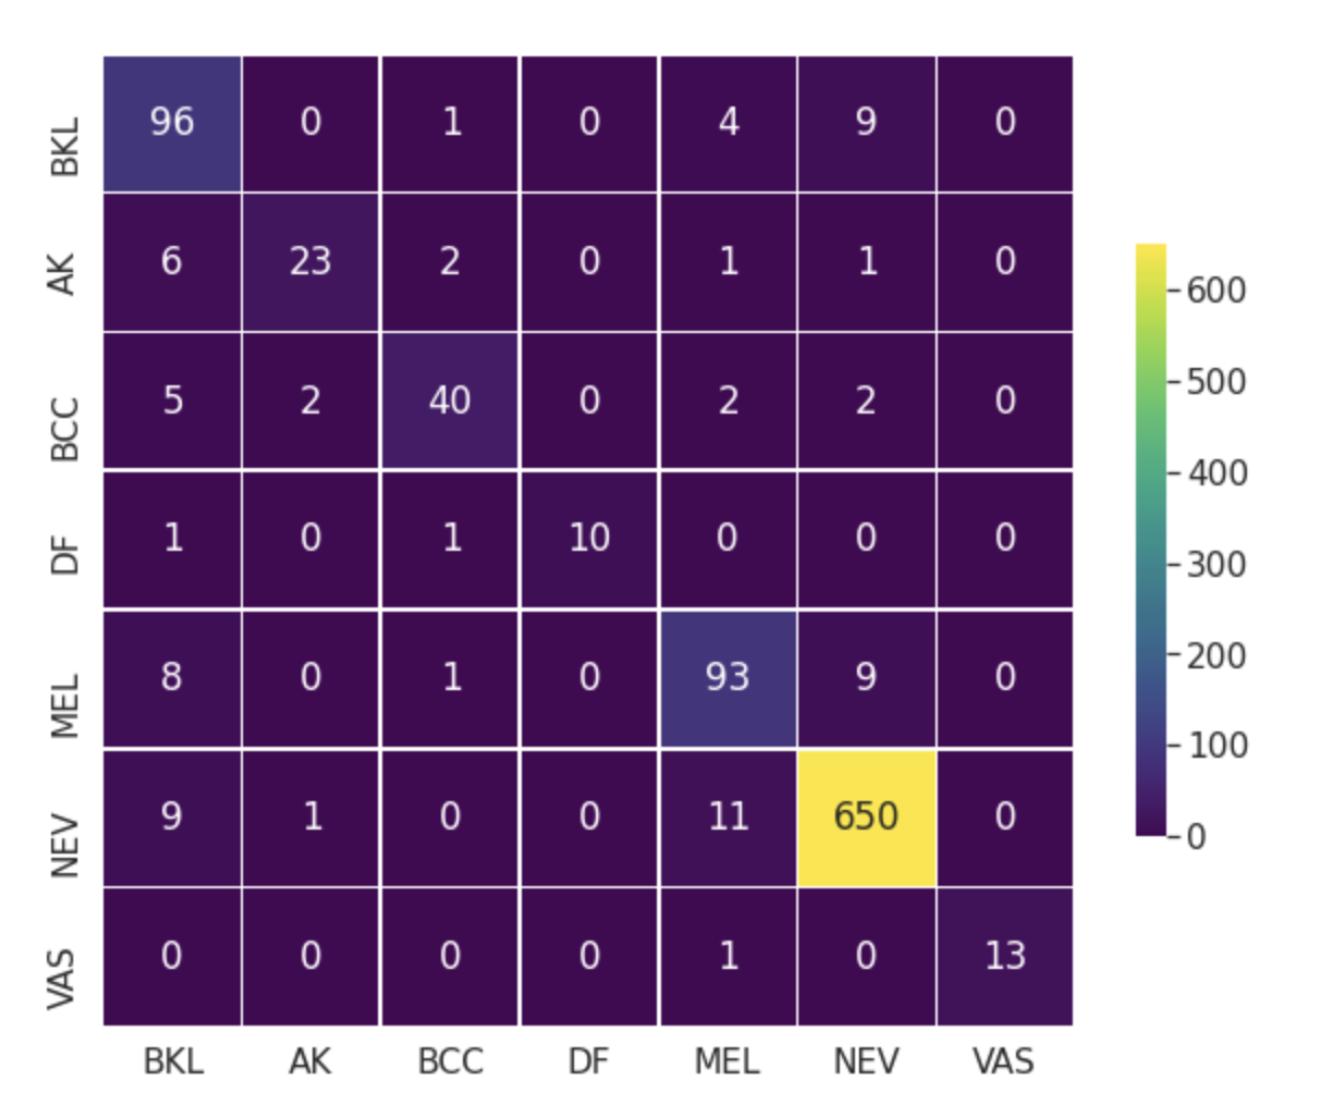 BKL 96 0 1 0 4 9 0
AK 6 23 2 0 1 1 0
BCC 5 2 40 0 2 2 0
DF 1 0 1 10 0 0 0
MEL 8 0 1 0 93 9 0
NEV 9 1 0 0 11 650 0
VAS 0 0 0 0 1 0 13
BKL AK BCC DF MEL NEV VAS
600
500
400
300
200
100
0